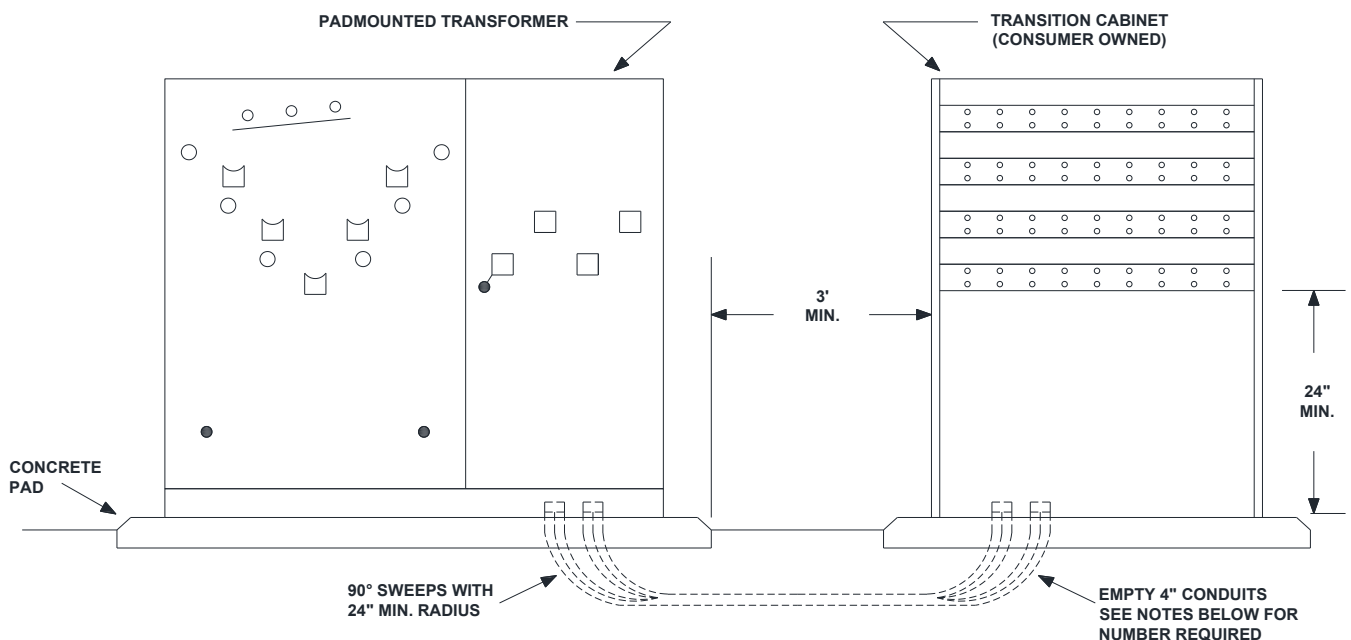 PADMOUNTED TRANSFORMER
TRANSITION CABINET
(CONSUMER OWNED)
3'
MIN.
24"
MIN.
CONCRETE
PAD
90° SWEEPS WITH
24" MIN. RADIUS
EMPTY 4" CONDUITS
SEE NOTES BELOW FOR
NUMBER REQUIRED